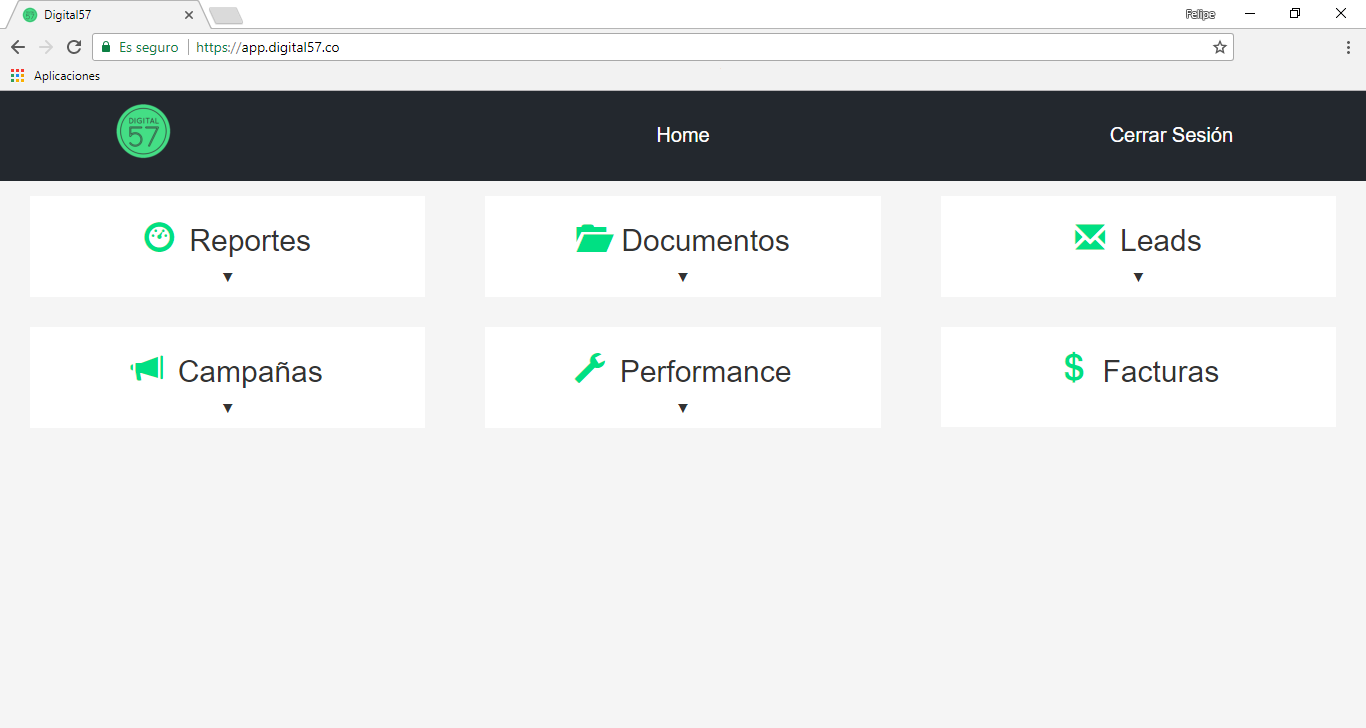 Digital57
Felipe
Es seguro
https://app.digital57.co
Aplicaciones
DIGITAL
57
Home
Cerrar Sesión
Reportes
Documentos
Leads
Campañas
Performance
$ Facturas